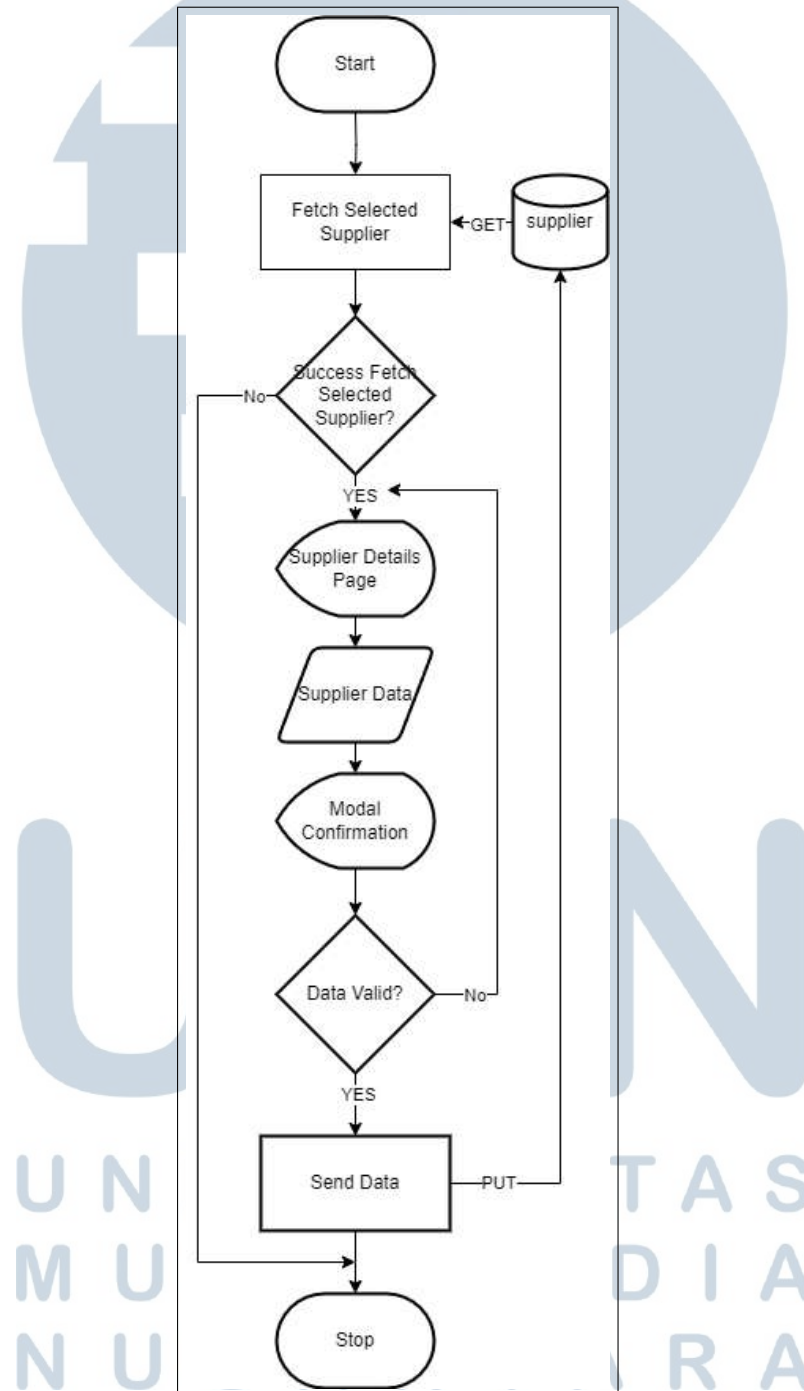 Start
Fetch Selected
Supplier
GET
supplier
Success Fetch
Selected
Supplier?
No
YES
Supplier Details
Page
Supplier Data
Modal
Confirmation
Data Valid?
No
YES
Send Data
PUT
Stop
U N
T A S
M U
D I A
N U
R A
U
N